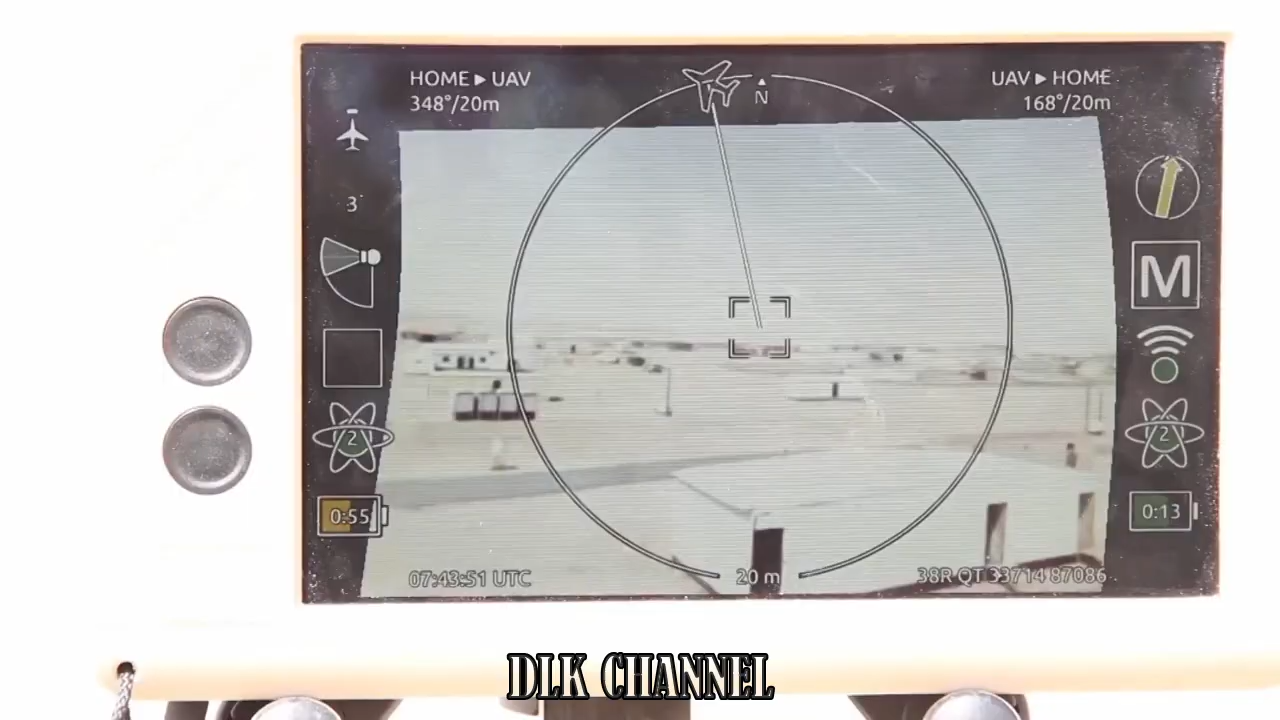 HOME ▸ UAV
348°/20m
UAV ▸ HOME
168°/20m
N
3
M
2
2
0:55
0:13
07:43:51 UTC
20 m
38R QT 33714 87086
DLK CHANNEL